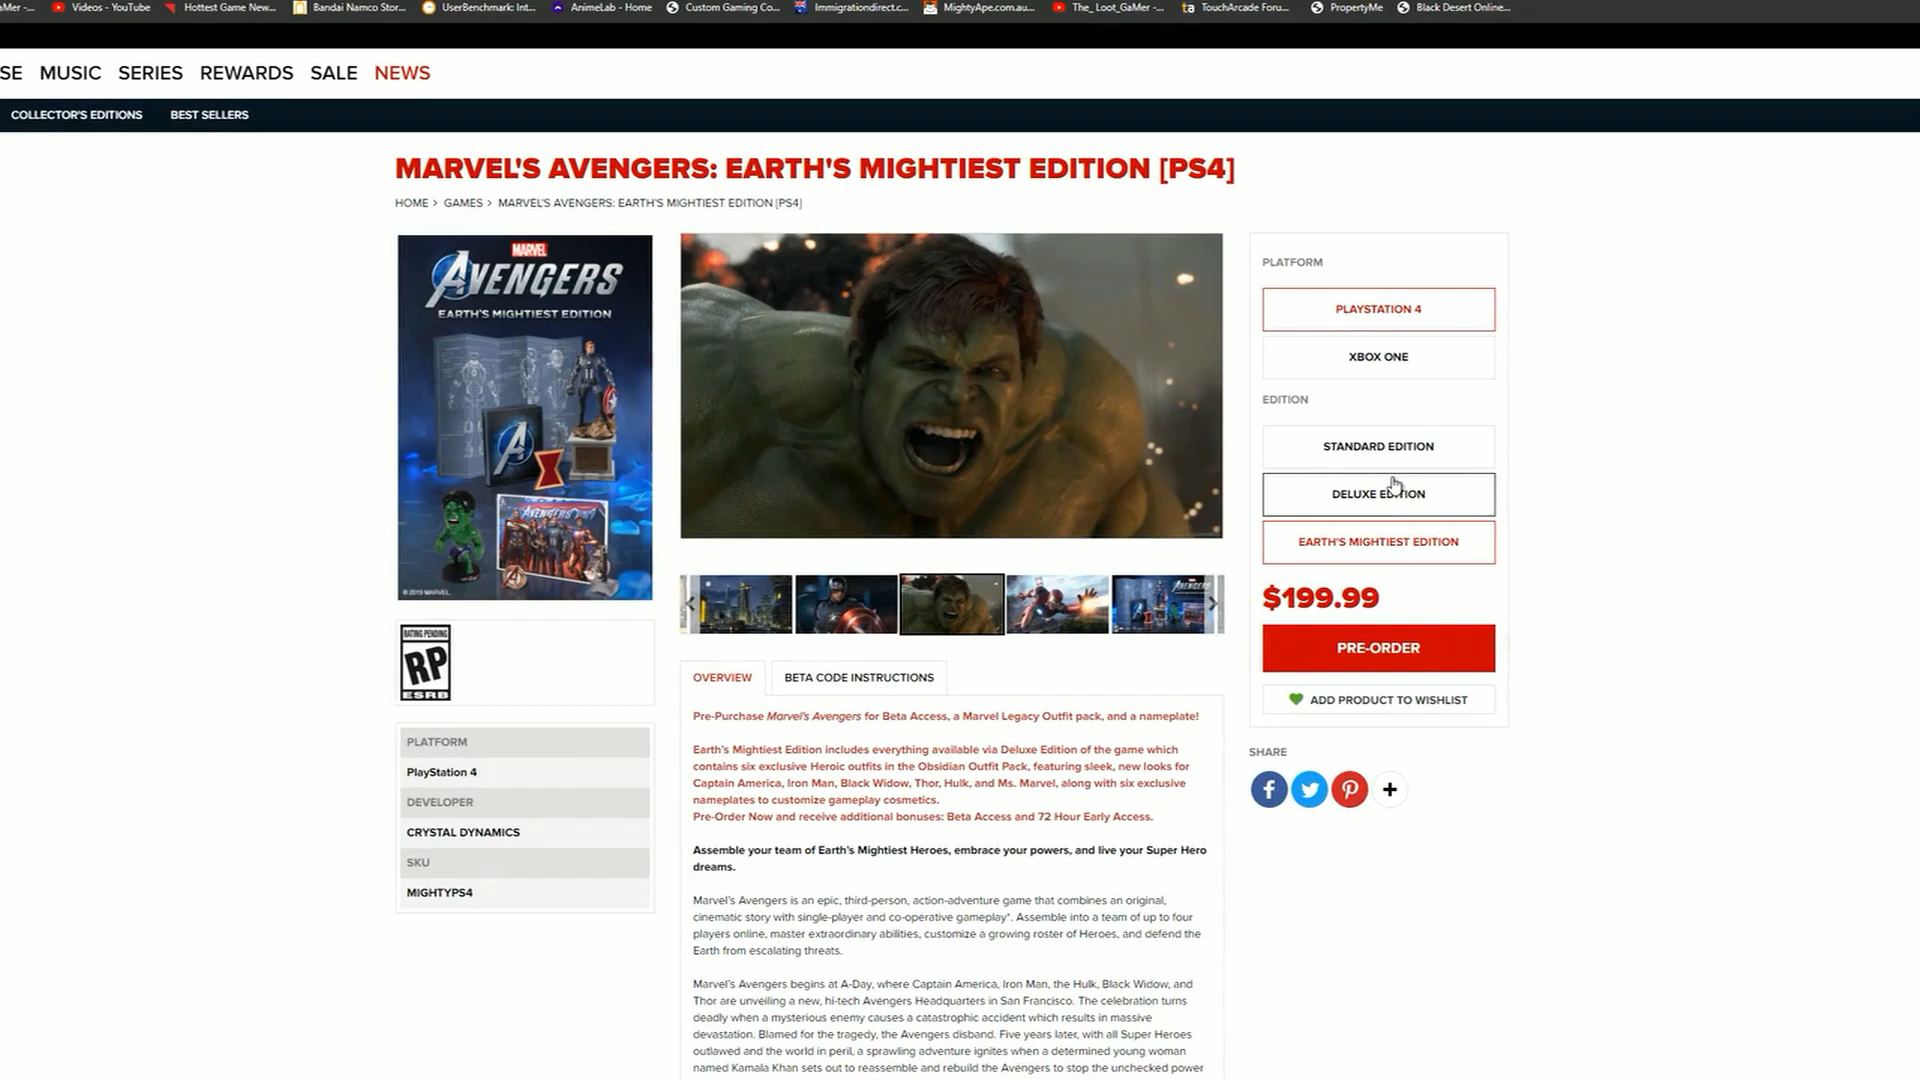 aMer -...
Videos - YouTube
Hottest Game New...
Bandai Namco Stor...
UserBenchmark: Int...
AnimeLab - Home
Custom Gaming Co...
Immigrationdirect.c...
MightyApe.com.au...
The_ Loot_GaMer -...
TouchArcade Foru...
PropertyMe
Black Desert Online...
SE MUSIC SERIES REWARDS SALE NEWS
COLLECTOR'S EDITIONS BEST SELLERS
MARVEL'S AVENGERS: EARTH'S MIGHTIEST EDITION [PS4]
HOME > GAMES > MARVEL'S AVENGERS: EARTH'S MIGHTIEST EDITION [PS4]
MARVEL
AVENGERS
EARTH'S MIGHTIEST EDITION
AVENGERS
© 2019 MARVEL
RATING PENDING
RP
ESRB
PLATFORM
PlayStation 4
DEVELOPER
CRYSTAL DYNAMICS
SKU
MIGHTYPS4
AVENGERS
OVERVIEW
BETA CODE INSTRUCTIONS
Pre-Purchase Marvel's Avengers for Beta Access, a Marvel Legacy Outfit pack, and a nameplate!
Earth's Mightiest Edition includes everything available via Deluxe Edition of the game which
contains six exclusive Heroic outfits in the Obsidian Outfit Pack, featuring sleek, new looks for
Captain America, Iron Man, Black Widow, Thor, Hulk, and Ms. Marvel, along with six exclusive
nameplates to customize gameplay cosmetics.
Pre-Order Now and receive additional bonuses: Beta Access and 72 Hour Early Access.
Assemble your team of Earth's Mightiest Heroes, embrace your powers, and live your Super Hero
dreams.
Marvel's Avengers is an epic, third-person, action-adventure game that combines an original,
cinematic story with single-player and co-operative gameplay*. Assemble into a team of up to four
players online, master extraordinary abilities, customize a growing roster of Heroes, and defend the
Earth from escalating threats.
Marvel's Avengers begins at A-Day, where Captain America, Iron Man, the Hulk, Black Widow, and
Thor are unveiling a new, hi-tech Avengers Headquarters in San Francisco. The celebration turns
deadly when a mysterious enemy causes a catastrophic accident which results in massive
devastation. Blamed for the tragedy, the Avengers disband. Five years later, with all Super Heroes
outlawed and the world in peril, a sprawling adventure ignites when a determined young woman
named Kamala Khan sets out to reassemble and rebuild the Avengers to stop the unchecked power
PLATFORM
PLAYSTATION 4
XBOX ONE
EDITION
STANDARD EDITION
DELUXE EDITION
EARTH'S MIGHTIEST EDITION
$199.99
PRE-ORDER
ADD PRODUCT TO WISHLIST
SHARE